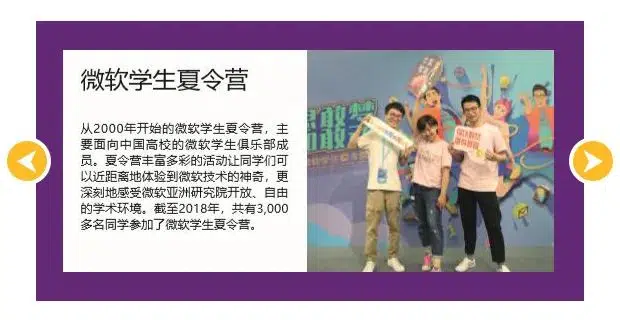 微软学生夏令营
从2000年开始的微软学生夏令营，主
要面向中国高校的微软学生俱乐部成
员。夏令营丰富多彩的活动让同学们可
以近距离地体验到微软技术的神奇，更
深刻地感受微软亚洲研究院开放、自由
的学术环境。截至2018年，共有3,000
多名同学参加了微软学生夏令营。